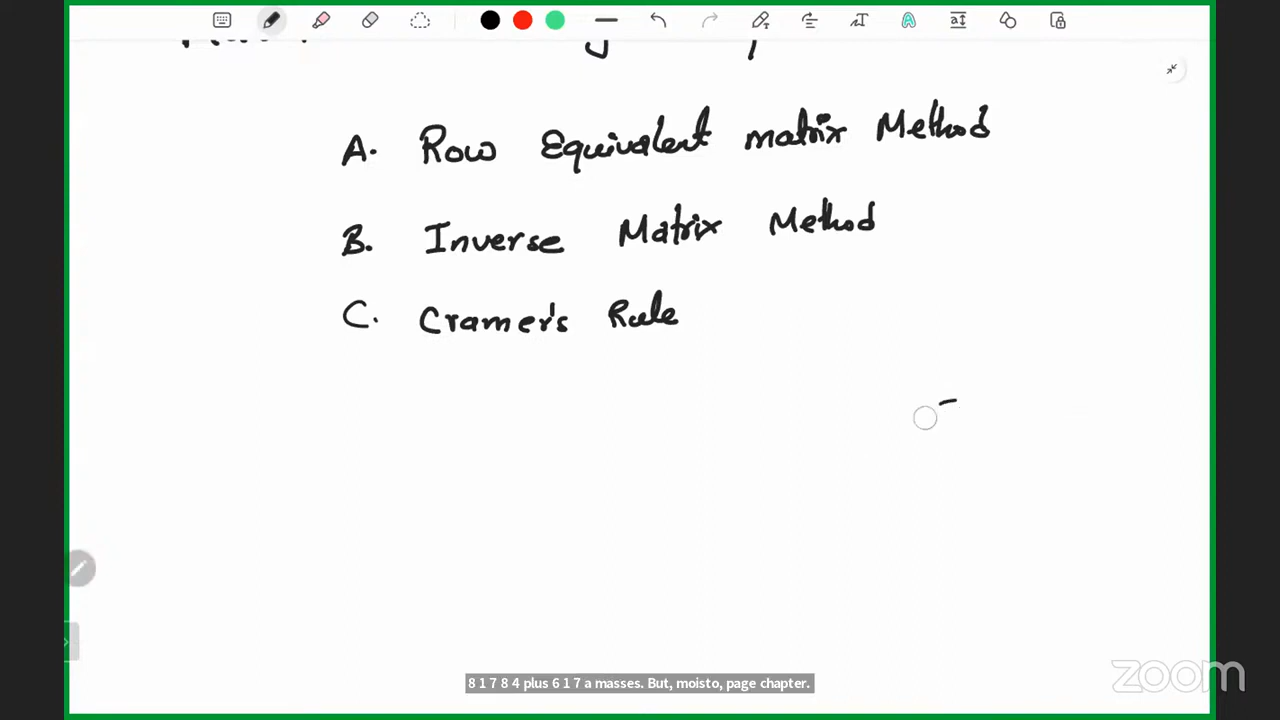 A. Row Equivalent matrix Method
B. Inverse Matrix Method
C. Cramer's Rule
8 1 7 8 4 plus 6 1 7 a masses. But, moisto, page chapter.
zoom